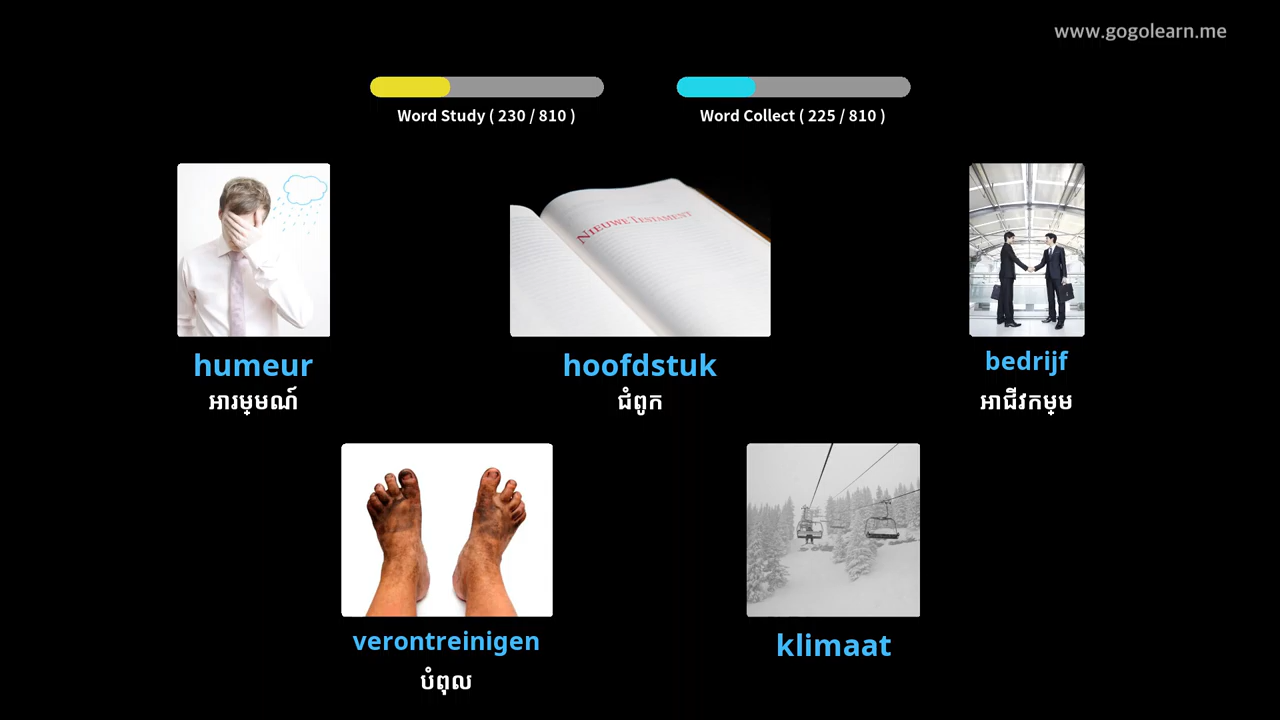 www.gogolearn.me
Word Study ( 230 / 810 )
Word Collect ( 225 / 810 )
NIEUWE TESTAMENT
humeur
អារម្មណ៍
hoofdstuk
ជំពូក
bedrijf
អាជីវកម្ម
verontreinigen
បំពុល
klimaat